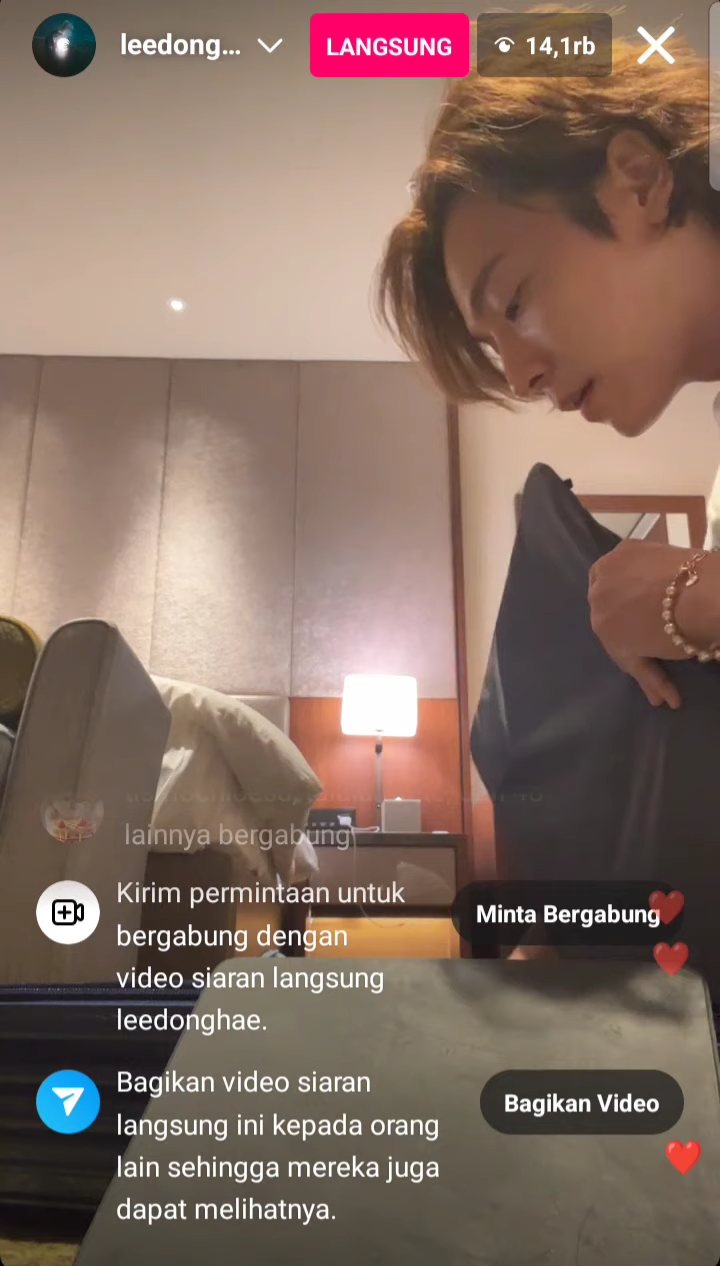 leedong...
LANGSUNG
14,1rb
lainnya bergabung
Kirim permintaan untuk
bergabung dengan
video siaran langsung
leedonghae.
Minta Bergabung
Bagikan video siaran
langsung ini kepada orang
lain sehingga mereka juga
dapat melihatnya.
Bagikan Video